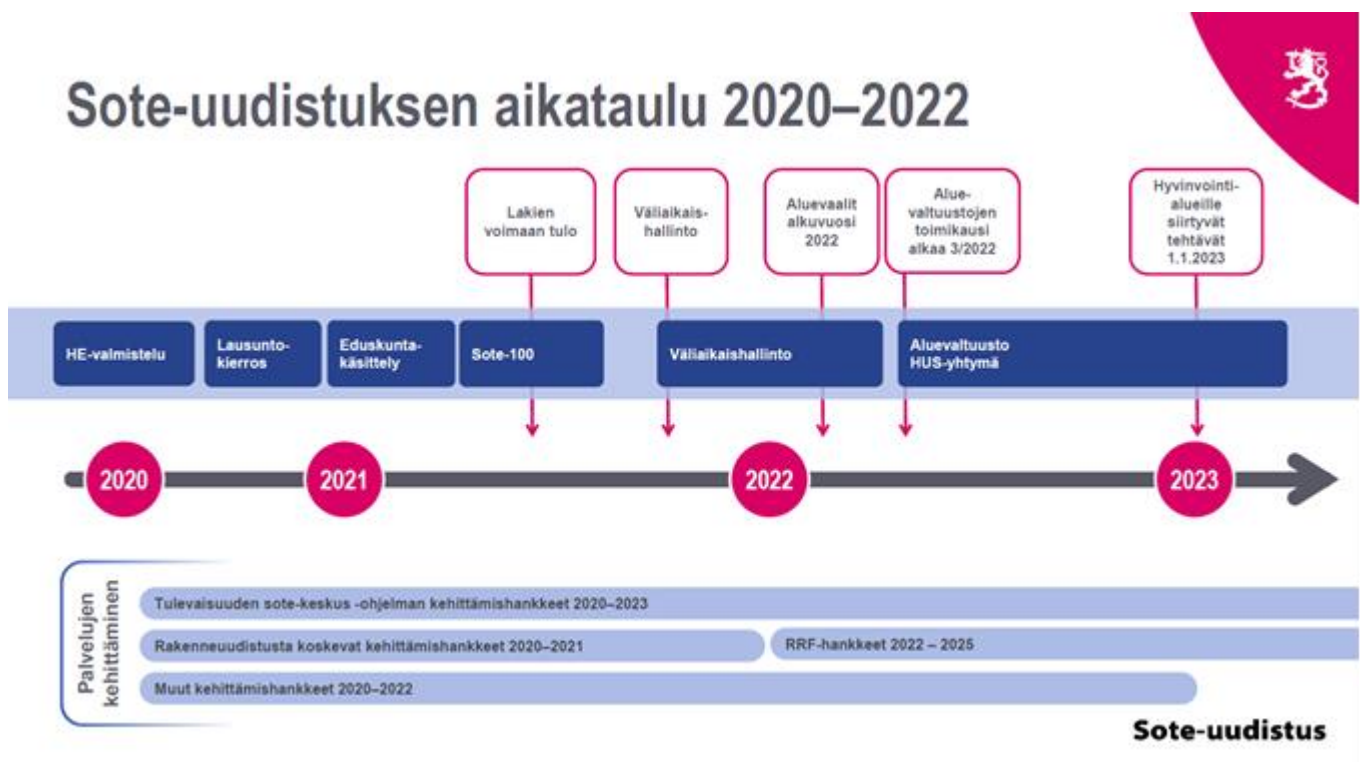 Sote-uudistuksen aikataulu 2020–2022
Lakien
voimaan tulo
Väliaikais-
hallinto
Aluevaalit
alkuvuosi
2022
Alue-
valtuustojen
toimikausi
alkaa 3/2022
Hyvinvointi-
alueille
siirtyvät
tehtävät
1.1.2023
HE-valmistelu
Lausunto-
kierros
Eduskunta-
käsittely
Sote-100
Väliaikaishallinto
Aluevaltuusto
HUS-yhtymä
2020
2021
2022
2023
Palvelujen
kehittäminen
Tulevaisuuden sote-keskus -ohjelman kehittämishankkeet 2020–2023
Rakenneuudistusta koskevat kehittämishankkeet 2020–2021
RRF-hankkeet 2022 – 2025
Muut kehittämishankkeet 2020–2022
Sote-uudistus